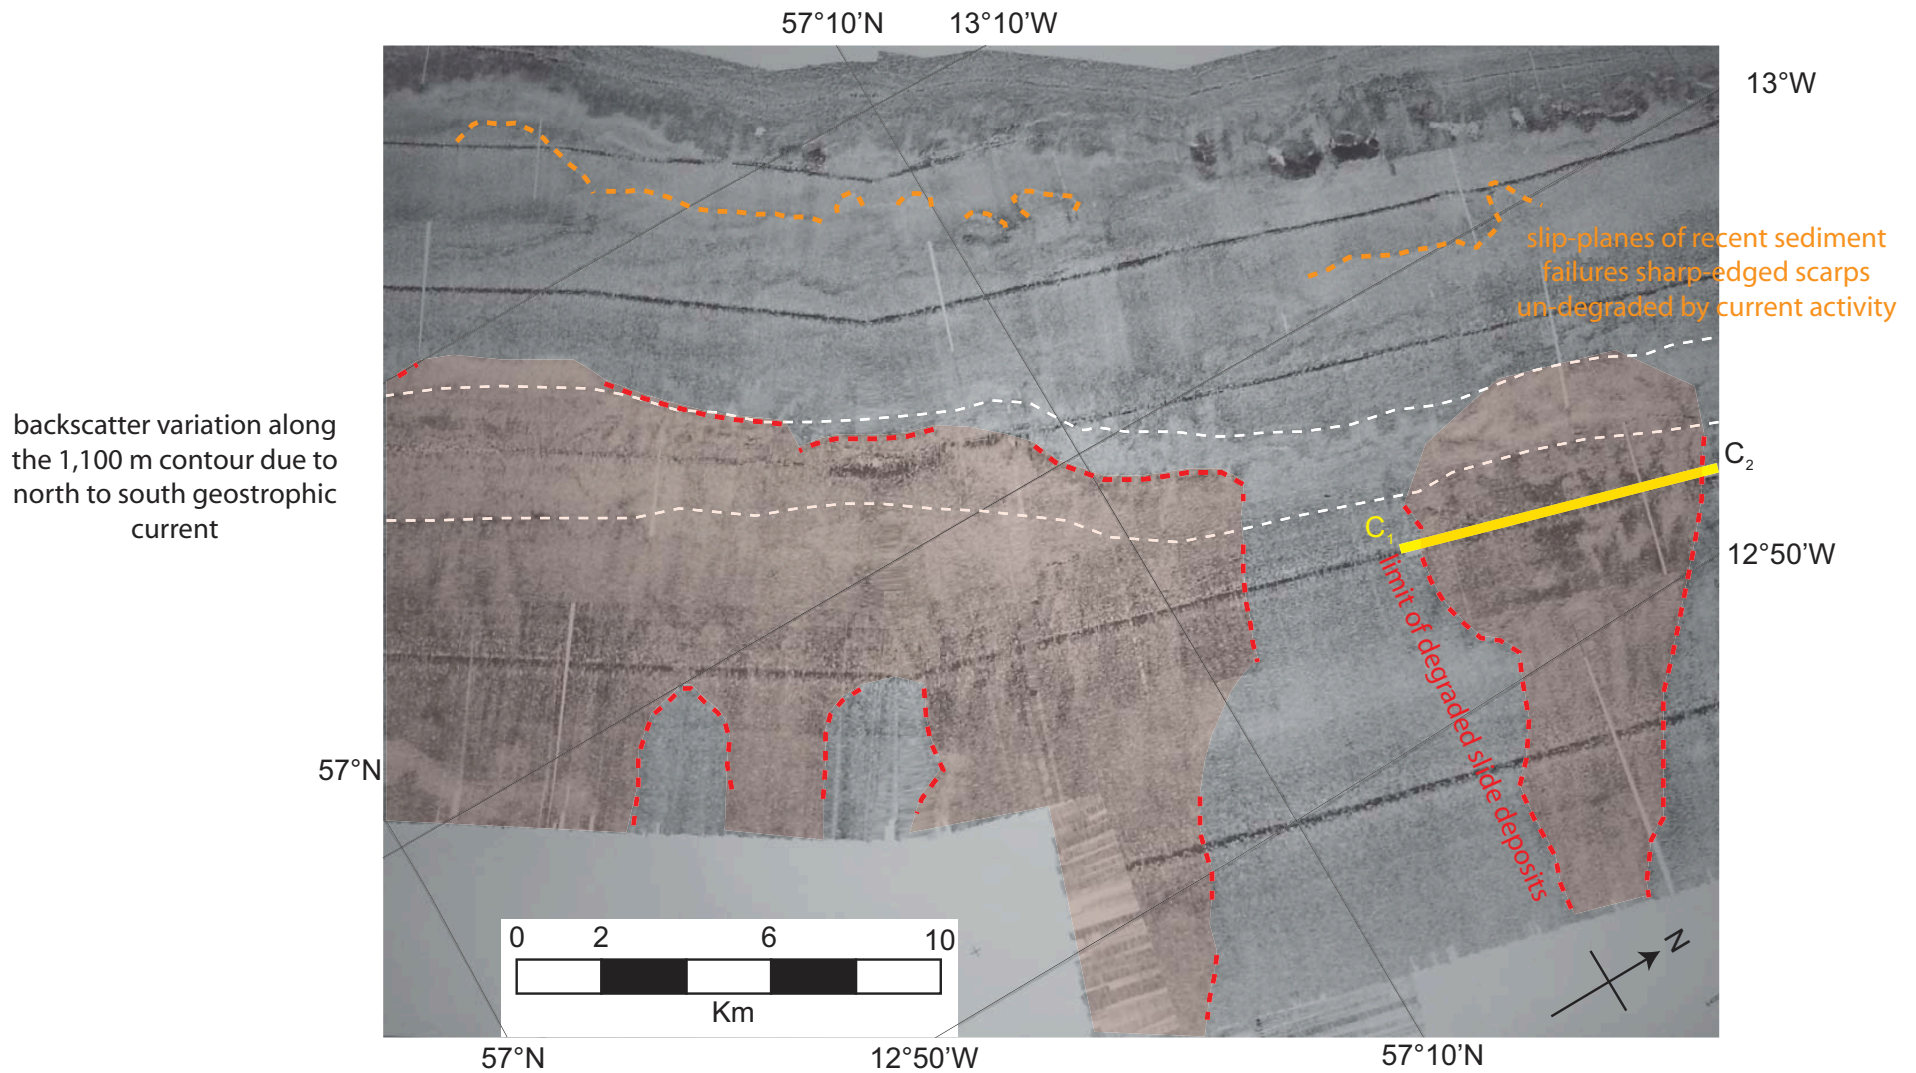 57°10'N
13°10'W
13°W
slip-planes of recent sediment
failures sharp-edged scarps
un-degraded by current activity
backscatter variation along
the 1,100 m contour due to
north to south geostrophic
current
C₂
C₁
12°50'W
limit of degraded slide deposits
57°N
0 2 6 10
Km
N
57°N
12°50'W
57°10'N